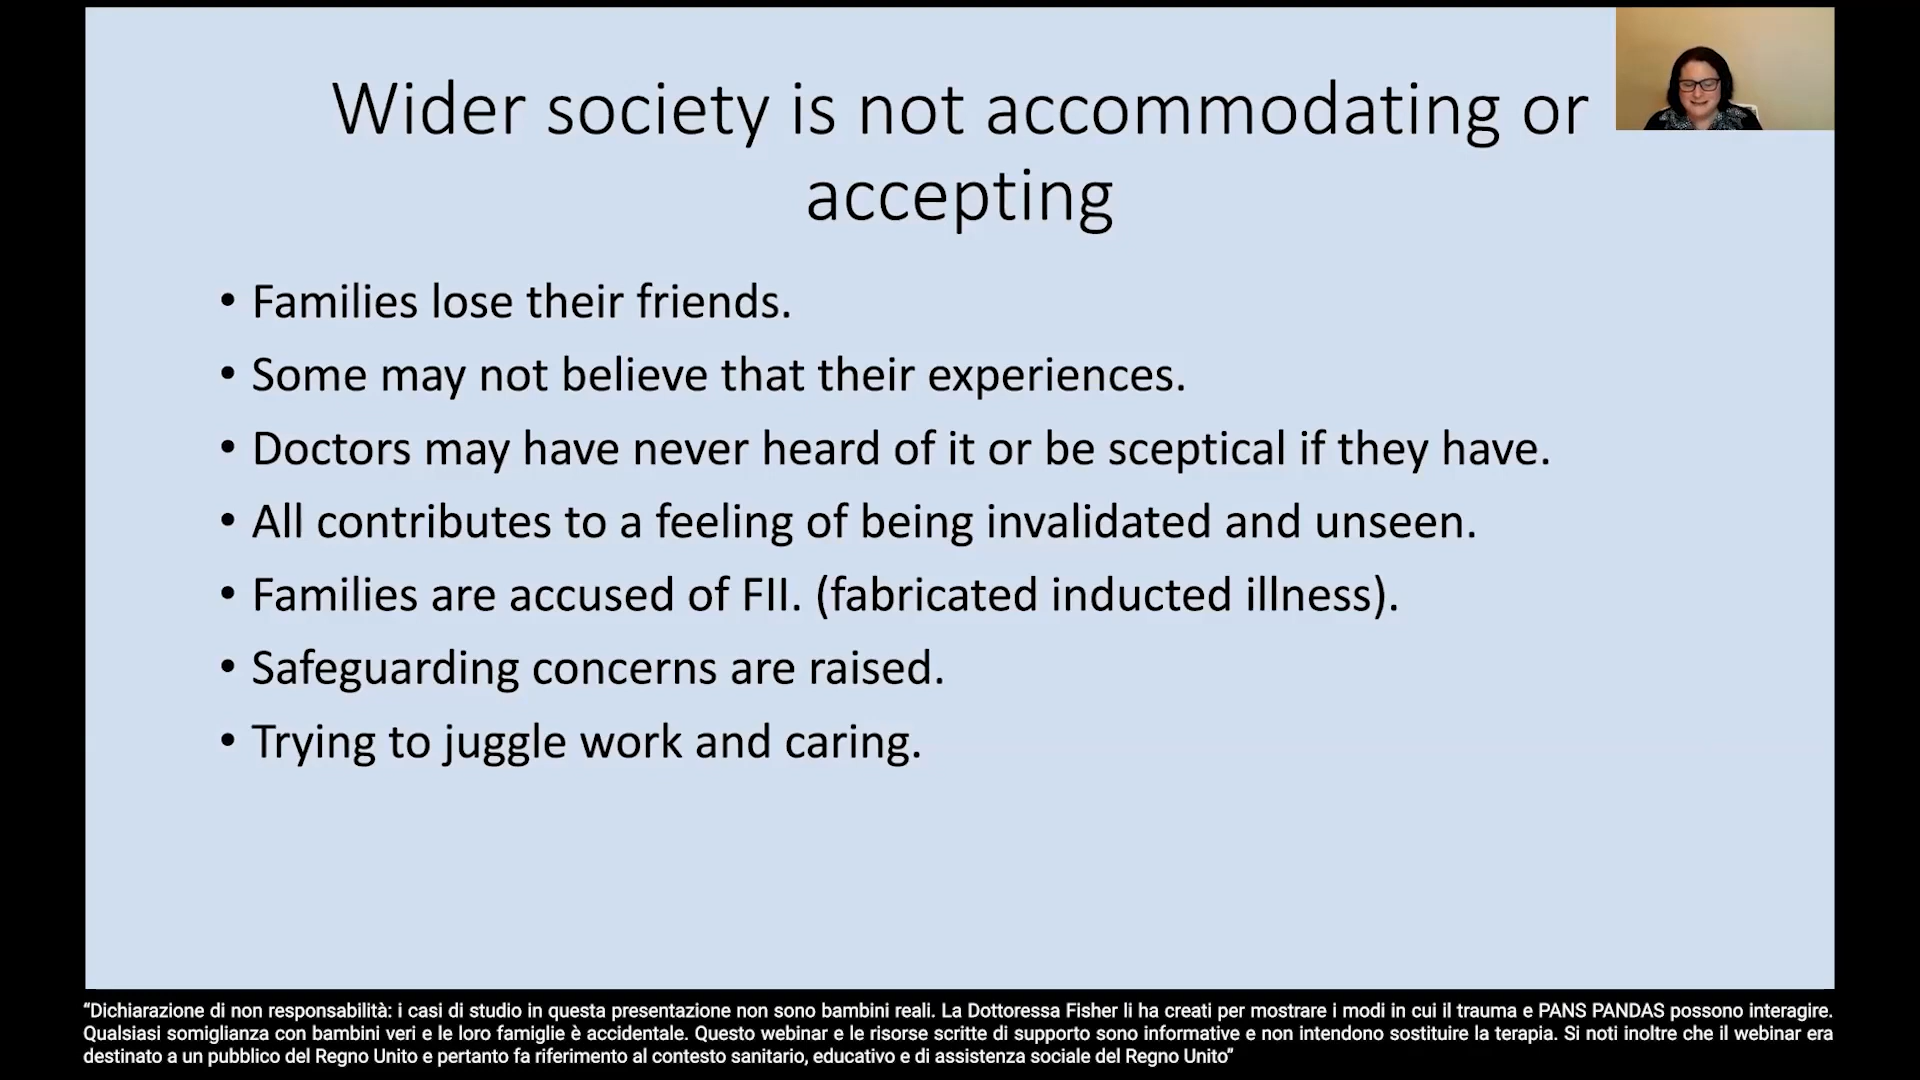 Wider society is not accommodating or
accepting
• Families lose their friends.
• Some may not believe that their experiences.
• Doctors may have never heard of it or be sceptical if they have.
• All contributes to a feeling of being invalidated and unseen.
• Families are accused of FII. (fabricated inducted illness).
• Safeguarding concerns are raised.
• Trying to juggle work and caring.
“Dichiarazione di non responsabilità: i casi di studio in questa presentazione non sono bambini reali. La Dottoressa Fisher li ha creati per mostrare i modi in cui il trauma e PANS PANDAS possono interagire.
Qualsiasi somiglianza con bambini veri e le loro famiglie è accidentale. Questo webinar e le risorse scritte di supporto sono informative e non intendono sostituire la terapia. Si noti inoltre che il webinar era
destinato a un pubblico del Regno Unito e pertanto fa riferimento al contesto sanitario, educativo e di assistenza sociale del Regno Unito”